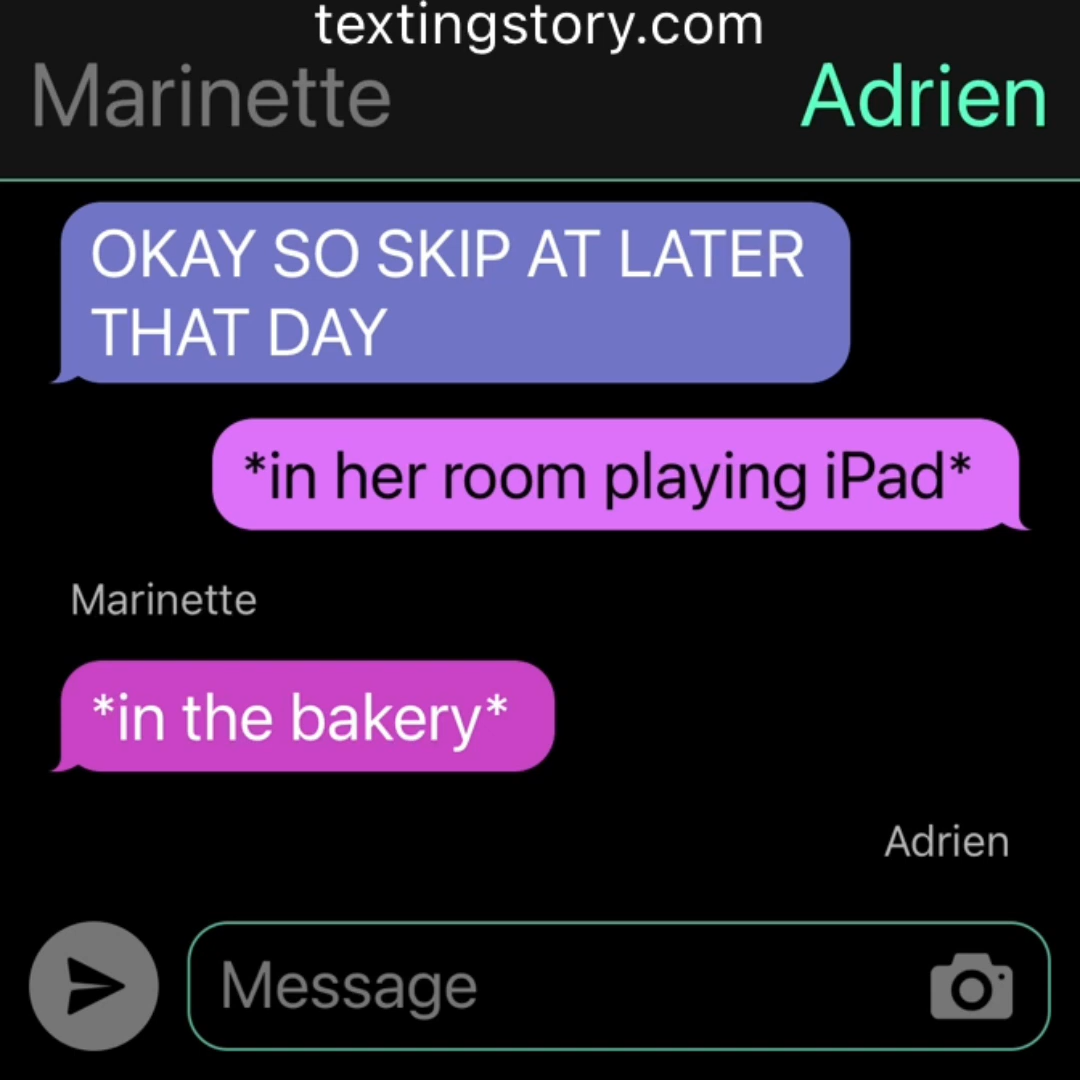 textingstory.com
Marinette
Adrien
OKAY SO SKIP AT LATER
THAT DAY
*in her room playing iPad*
Marinette
*in the bakery*
Adrien
Message